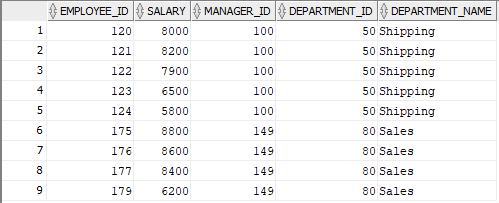 EMPLOYEE_ID SALARY MANAGER_ID DEPARTMENT_ID DEPARTMENT_NAME
1 120 8000 100 50 Shipping
2 121 8200 100 50 Shipping
3 122 7900 100 50 Shipping
4 123 6500 100 50 Shipping
5 124 5800 100 50 Shipping
6 175 8800 149 80 Sales
7 176 8600 149 80 Sales
8 177 8400 149 80 Sales
9 179 6200 149 80 Sales